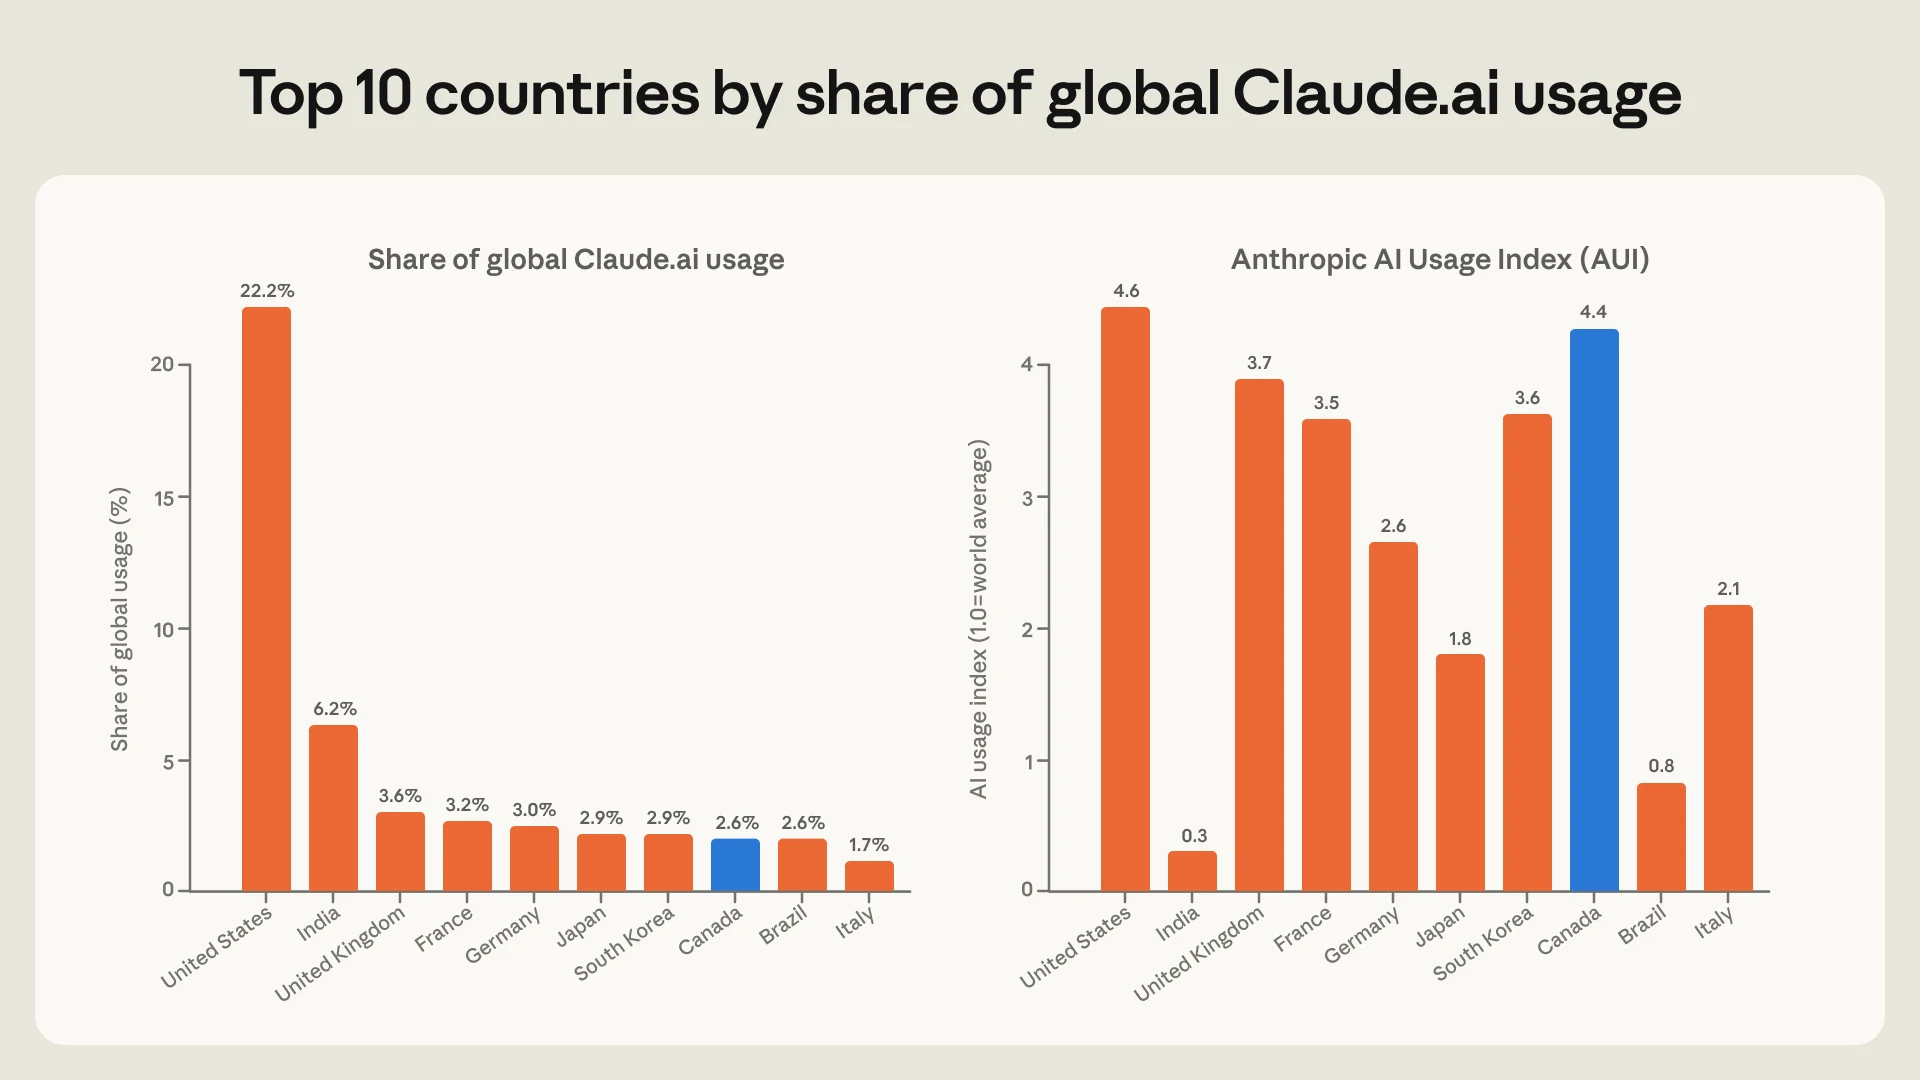 Top 10 countries by share of global Claude.ai usage
Share of global Claude.ai usage
Share of global usage (%)
20
15
10
5
0
22.2%
6.2%
3.6%
3.2%
3.0%
2.9%
2.9%
2.6%
2.6%
1.7%
United States
India
United Kingdom
France
Germany
Japan
South Korea
Canada
Brazil
Italy
Anthropic AI Usage Index (AUI)
AI usage index (1.0=world average)
4
3
2
1
0
4.6
0.3
3.7
3.5
2.6
1.8
3.6
4.4
0.8
2.1
United States
India
United Kingdom
France
Germany
Japan
South Korea
Canada
Brazil
Italy